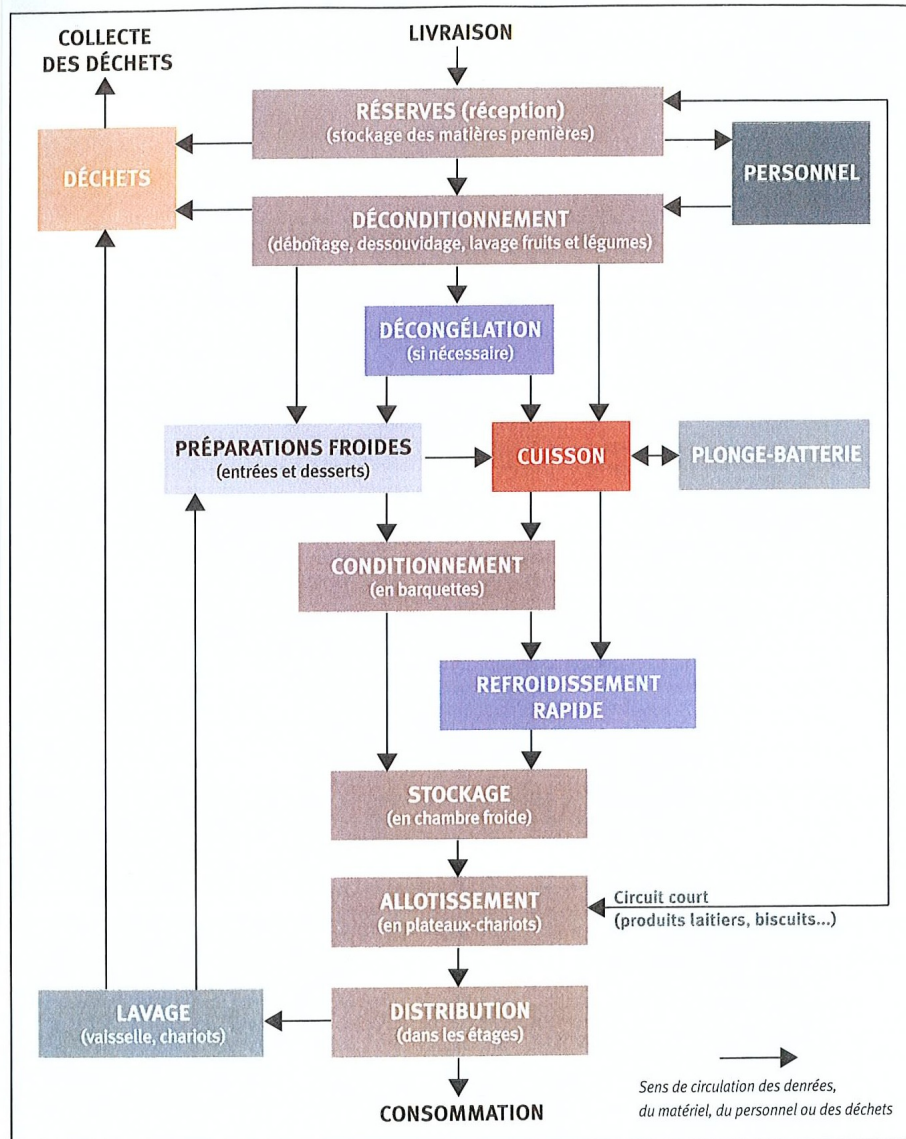 COLLECTE
DES DÉCHETS
LIVRAISON
RÉSERVES (réception)
(stockage des matières premières)
DÉCHETS
PERSONNEL
DÉCONDITIONNEMENT
(déboîtage, dessouvidage, lavage fruits et légumes)
DÉCONGÉLATION
(si nécessaire)
PRÉPARATIONS FROIDES
(entrées et desserts)
CUISSON
PLONGE-BATTERIE
CONDITIONNEMENT
(en barquettes)
REFROIDISSEMENT
RAPIDE
STOCKAGE
(en chambre froide)
ALLOTISSEMENT
(en plateaux-chariots)
Circuit court
(produits laitiers, biscuits...)
LAVAGE
(vaisselle, chariots)
DISTRIBUTION
(dans les étages)
CONSOMMATION
Sens de circulation des denrées,
du matériel, du personnel ou des déchets